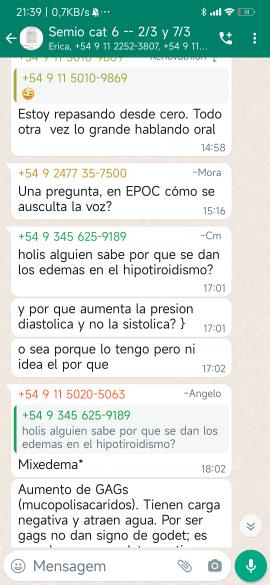 21:39 | 0,7KB/s
Semio cat 6 -- 2/3 y 7/3
Erica, +54 9 11 2252-3807, +54 9 11...
+54 9 11 5010-9869
+54 9 11 5010-9869
Estoy repasando desde cero. Todo
otra vez lo grande hablando oral
14:58
+54 9 2477 35-7500 ~Mora
Una pregunta, en EPOC cómo se
ausculta la voz?
15:16
+54 9 345 625-9189 ~Cm
holis alguien sabe por que se dan
los edemas en el hipotiroidismo?
17:01
y por que aumenta la presion
diastolica y no la sistolica? }
17:01
o sea porque lo tengo pero ni
idea el por que
17:02
+54 9 11 5020-5063 ~Angelo
+54 9 345 625-9189
holis alguien sabe por que se dan los
edemas en el hipotiroidismo?
Mixedema*
18:02
Aumento de GAGs
(mucopolisacaridos). Tienen carga
negativa y atraen agua. Por ser
gags no dan signo de godet; es
Mensaje